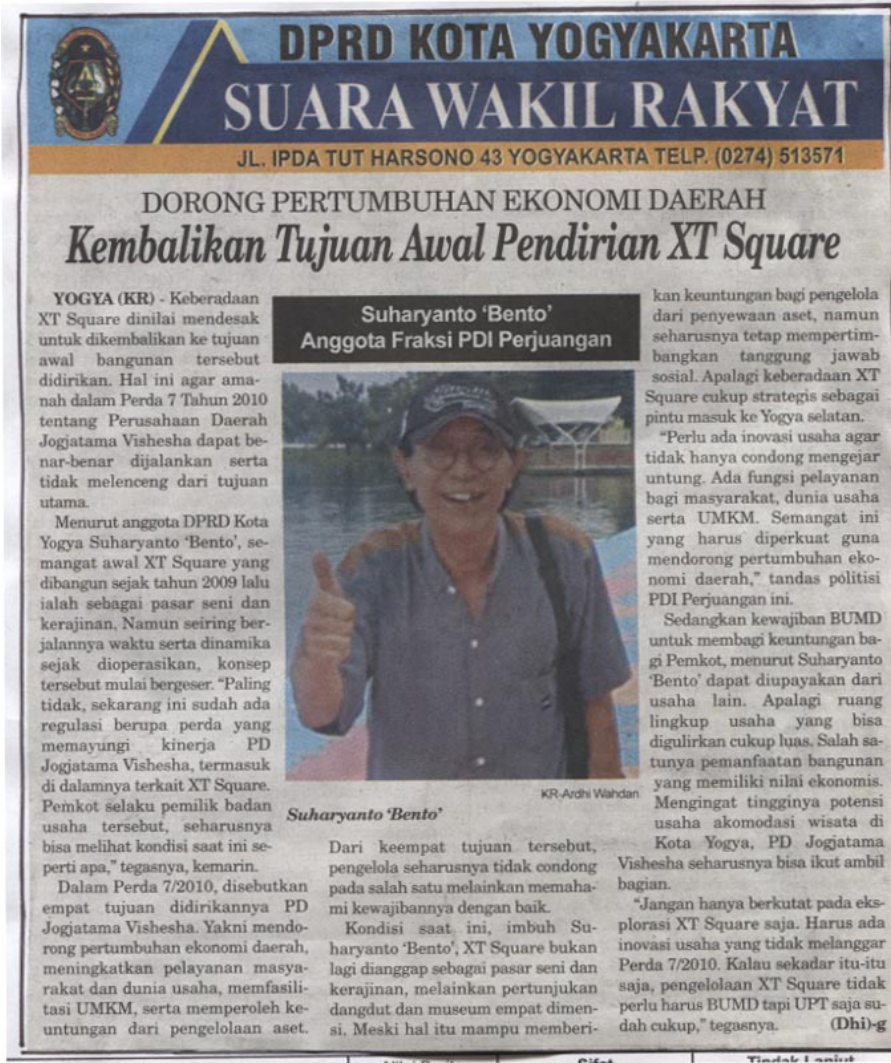 DPRD KOTA YOGYAKARTA
SUARA WAKIL RAKYAT
JL. IPDA TUT HARSONO 43 YOGYAKARTA TELP. (0274) 513571
DORONG PERTUMBUHAN EKONOMI DAERAH
Kembalikan Tujuan Awal Pendirian XT Square
YOGYA (KR) - Keberadaan
XT Square dinilai mendesak
untuk dikembalikan ke tujuan
awal bangunan tersebut
didirikan. Hal ini agar ama-
nah dalam Perda 7 Tahun 2010
tentang Perusahaan Daerah
Jogjatama Vishesha dapat be-
nar-benar dijalankan serta
tidak melenceng dari tujuan
utama.
Menurut anggota DPRD Kota
Yogya Suharyanto 'Bento', se-
mangat awal XT Square yang
dibangun sejak tahun 2009 lalu
ialah sebagai pasar seni dan
kerajinan, Namun seiring ber-
jalannya waktu serta dinamika
sejak dioperasikan, konsep
tersebut mulai bergeser. "Paling
tidak, sekarang ini sudah ada
regulasi berupa perda yang
memayungi kinerja PD
Jogjatama Vishesha, termasuk
di dalamnya terkait XT Square.
Pemkot selaku pemilik badan
usaha tersebut, seharusnya
bisa melihat kondisi saat ini se-
perti apa," tegasnya, kemarin.
Dalam Perda 7/2010, disebutkan
empat tujuan didirikannya PD
Jogjatama Vishesha. Yakni mendo-
rong pertumbuhan ekonomi daerah,
meningkatkan pelayanan masya-
rakat dan dunia usaha, memfasili-
tasi UMKM, serta memperoleh ke-
untungan dari pengelolaan aset.
Suharyanto 'Bento'
Anggota Fraksi PDI Perjuangan
KR-Ardhi Wahdan
Suharyanto 'Bento'
Dari keempat tujuan tersebut,
pengelola seharusnya tidak condong
pada salah satu melainkan memaha-
mi kewajibannya dengan baik.
Kondisi saat ini, imbuh Su-
haryanto 'Bento', XT Square bukan
lagi dianggap sebagai pasar seni dan
kerajinan, melainkan pertunjukan
dangdut dan museum empat dimen-
si. Meski hal itu mampu memberi-
kan keuntungan bagi pengelola
dari penyewaan aset, namun
seharusnya tetap mempertim-
bangkan tanggung jawab
sosial. Apalagi keberadaan XT
Square cukup strategis sebagai
pintu masuk ke Yogya selatan.
"Perlu ada inovasi usaha agar
tidak hanya condong mengejar
untung. Ada fungsi pelayanan
bagi masyarakat, dunia usaha
serta UMKM. Semangat ini
yang harus diperkuat guna
mendorong pertumbuhan eko-
nomi daerah," tandas politisi
PDI Perjuangan ini.
Sedangkan kewajiban BUMD
untuk membagi keuntungan ba-
gi Pemkot, menurut Suharyanto
'Bento' dapat diupayakan dari
usaha lain. Apalagi ruang
lingkup usaha yang bisa
digulirkan cukup luas. Salah sa-
tunya pemanfaatan bangunan
yang memiliki nilai ekonomis.
Mengingat tingginya potensi
usaha akomodasi wisata di
Kota Yogya, PD Jogjatama
Vishesha seharusnya bisa ikut ambil
bagian.
"Jangan hanya berkutat pada eks-
plorasi XT Square saja. Harus ada
inovasi usaha yang tidak melanggar
Perda 7/2010. Kalau sekadar itu-itu
saja, pengelolaan XT Square tidak
perlu harus BUMD tapi UPT saja su-
dah cukup," tegasnya. (Dhi)-g
Sifat
Tindak Lanjut